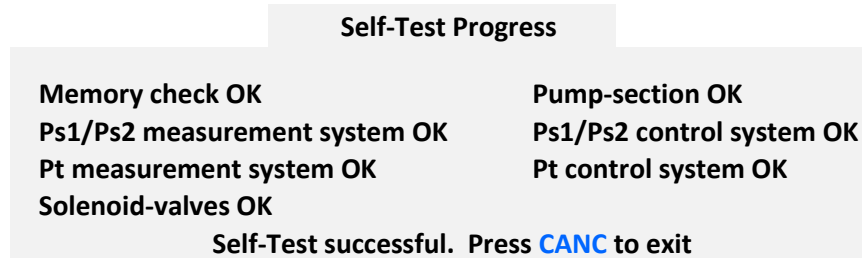 Self-Test Progress
Memory check OK Pump-section OK
Ps1/Ps2 measurement system OK Ps1/Ps2 control system OK
Pt measurement system OK Pt control system OK
Solenoid-valves OK
Self-Test successful. Press CANC to exit